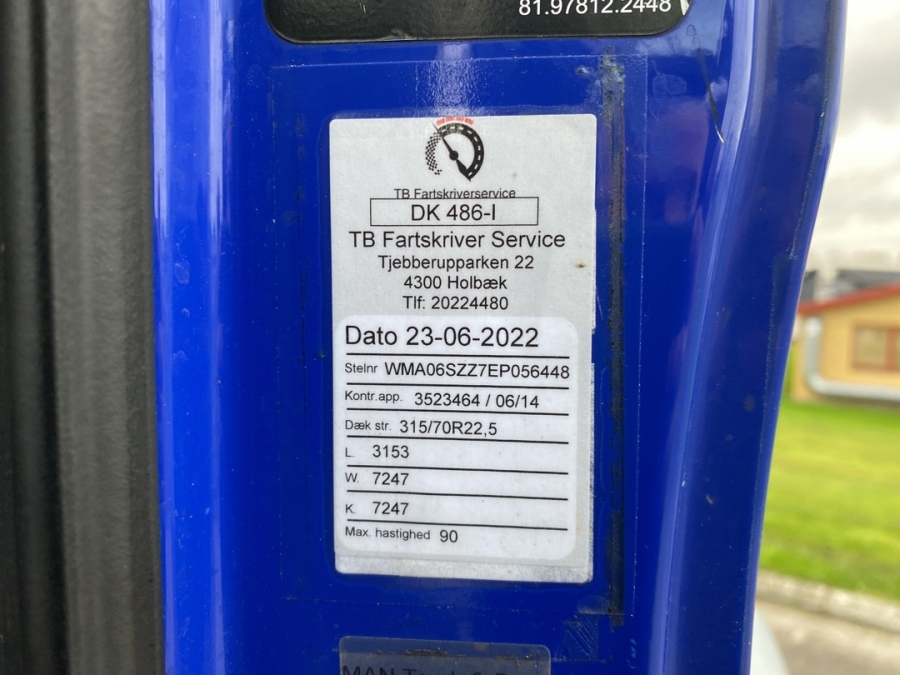 81.97812.2448
TB Fartskriverservice
DK 486-I
TB Fartskriver Service
Tjebberupparken 22
4300 Holbæk
Tlf: 20224480
Dato 23-06-2022
Stelnr WMA06SZZ7EP056448
Kontr.app. 3523464 / 06/14
Dæk str. 315/70R22,5
L. 3153
W. 7247
K. 7247
Max. hastighed 90
MAN